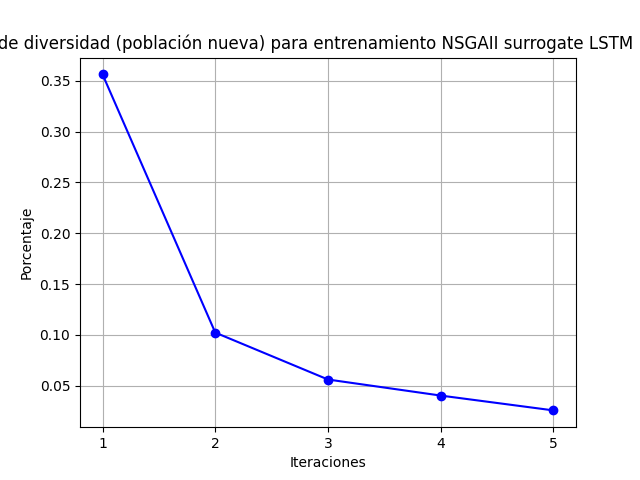 de diversidad (población nueva) para entrenamiento NSGAII surrogate LSTM
0.35
0.30
0.25
0.20
0.15
0.10
0.05
Porcentaje
1 2 3 4 5
Iteraciones